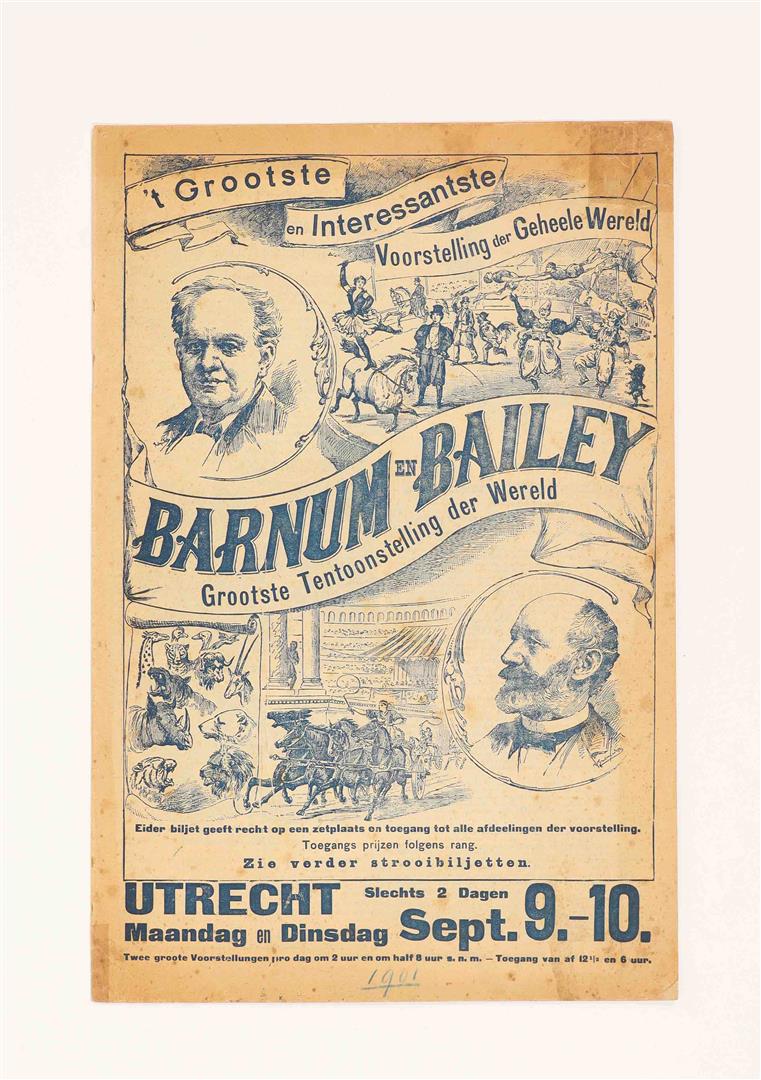 't Grootste
en Interessantste
Voorstelling der Geheele Wereld
BARNUM EN BAILEY
Grootste Tentoonstelling der Wereld
Eider biljet geeft recht op een zetplaats en toegang tot alle afdeelingen der voorstelling.
Toegangs prijzen folgens rang.
Zie verder strooibiljetten.
UTRECHT Slechts 2 Dagen
Maandag en Dinsdag Sept. 9.-10.
Twee groote Voorstellungen pro dag om 2 uur en om half 8 uur s. n. m. — Toegang van af 12 1/2 en 6 uur.
1901